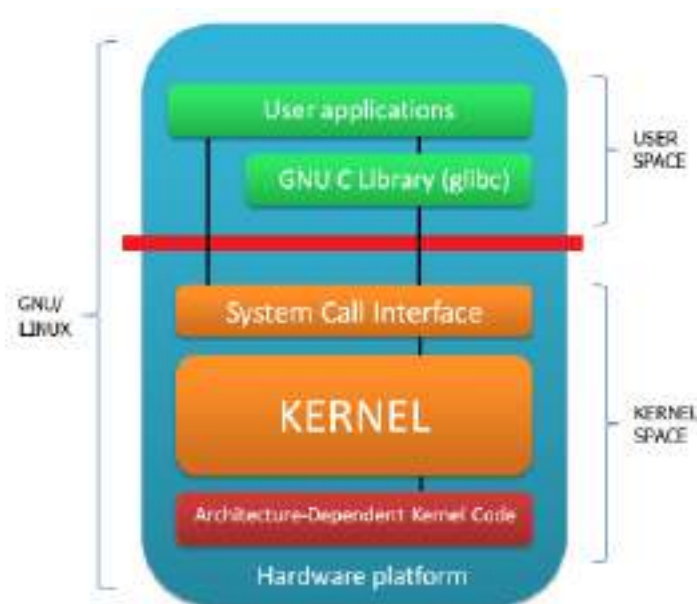 User applications
USER
SPACE
GNU C Library (glibc)
GNU/
LINUX
System Call Interface
KERNEL
KERNEL
SPACE
Architecture-Dependent Kernel Code
Hardware platform